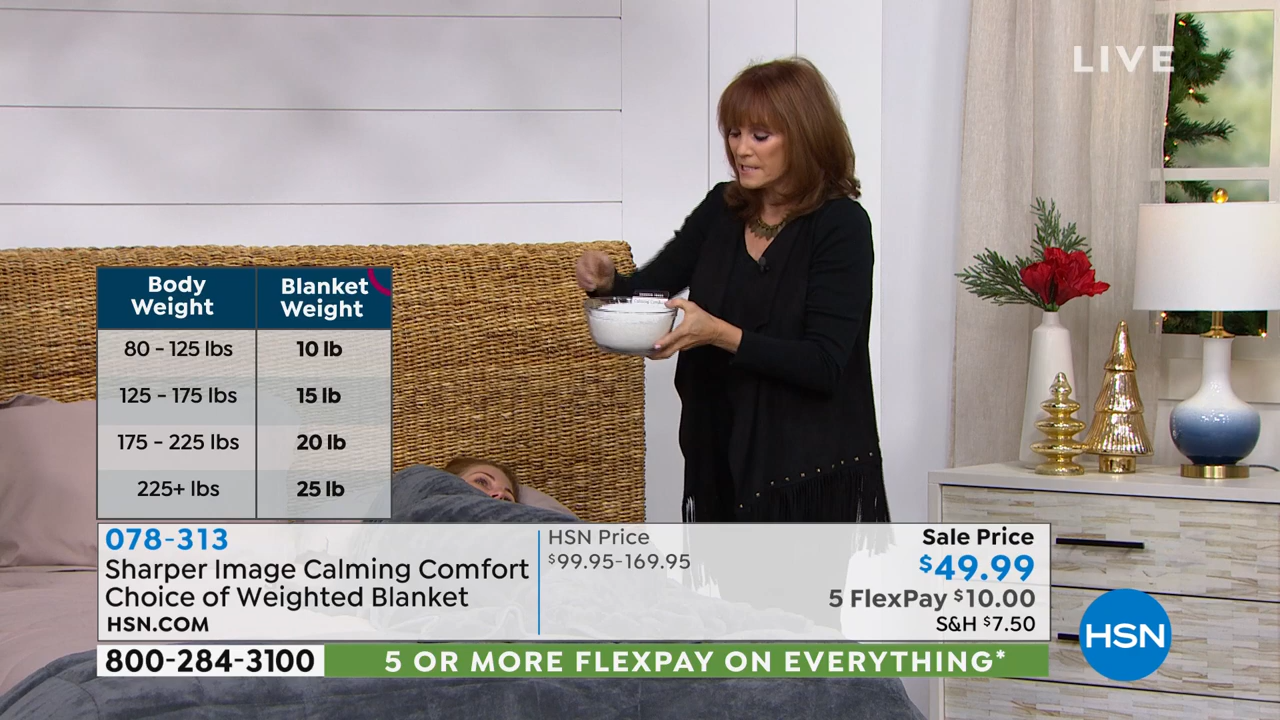 LIVE
Body Weight
Blanket Weight
80 - 125 lbs
10 lb
125 - 175 lbs
15 lb
175 - 225 lbs
20 lb
225+ lbs
25 lb
078-313
Sharper Image Calming Comfort
Choice of Weighted Blanket
HSN.COM
HSN Price
$99.95-169.95
Sale Price
$49.99
5 FlexPay $10.00
S&H $7.50
HSN
800-284-3100
5 OR MORE FLEXPAY ON EVERYTHING*